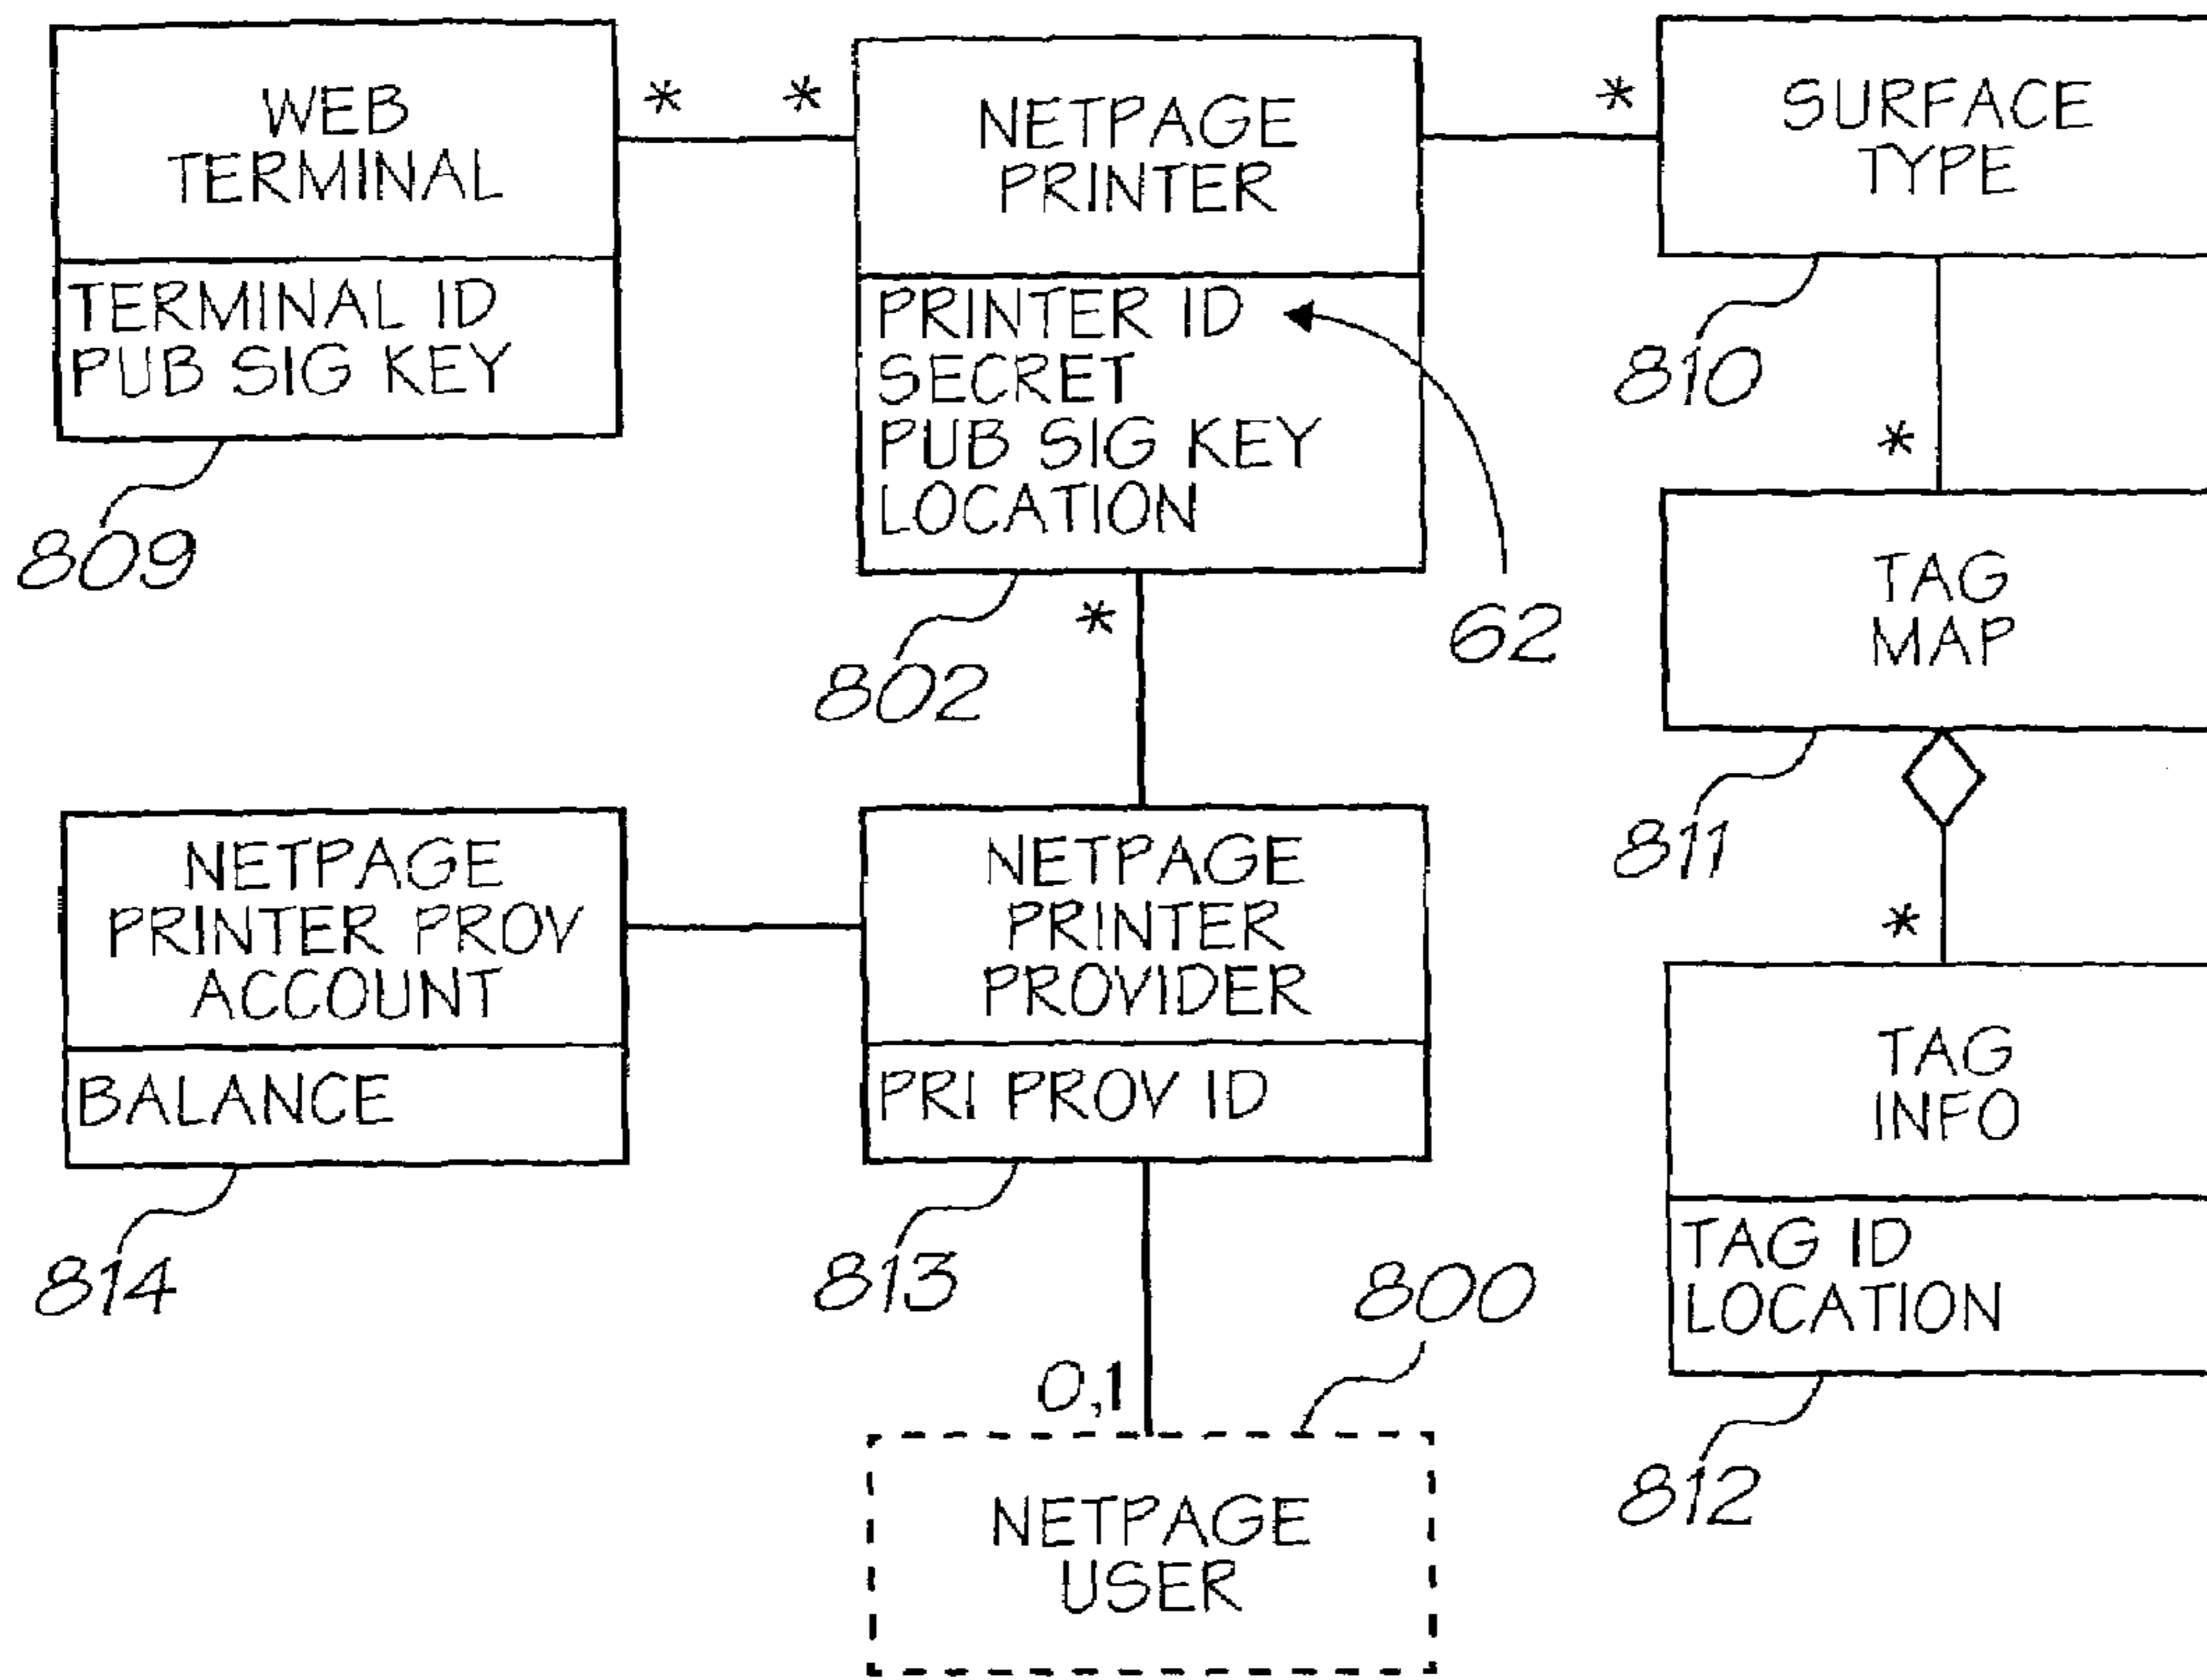 WEB
TERMINAL
TERMINAL ID
PUB SIG KEY
809
*
*
NETPAGE
PRINTER
PRINTER ID
SECRET
PUB SIG KEY
LOCATION
802
62
*
*
SURFACE
TYPE
810
*
TAG
MAP
811
*
TAG
INFO
TAG ID
LOCATION
812
NETPAGE
PRINTER PROV
ACCOUNT
BALANCE
814
NETPAGE
PRINTER
PROVIDER
PRI PROV ID
813
0,1
800
NETPAGE
USER